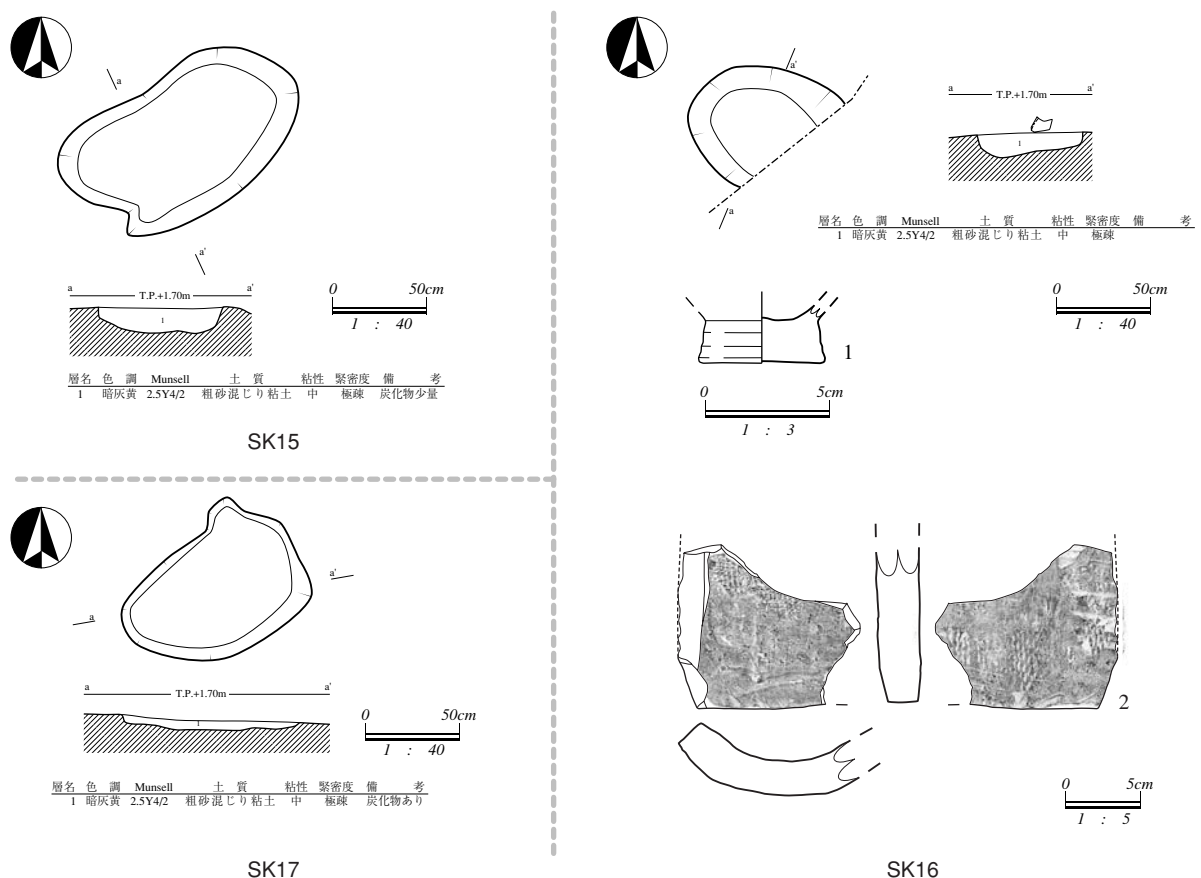 a
a'
a
T.P.+1.70m
a'
1
0 50cm
1 : 40
層名 色 調 Munsell 土 質 粘性 緊密度 備 考
1 暗灰黄 2.5Y4/2 粗砂混じり粘土 中 極疎 炭化物少量
SK15
a
a'
a
T.P.+1.70m
a'
1
0 50cm
1 : 40
層名 色 調 Munsell 土 質 粘性 緊密度 備 考
1 暗灰黄 2.5Y4/2 粗砂混じり粘土 中 極疎 炭化物あり
SK17
a'
a
a
T.P.+1.70m
a'
1
層名 色 調 Munsell 土 質 粘性 緊密度 備 考
1 暗灰黄 2.5Y4/2 粗砂混じり粘土 中 極疎
1
0 50cm
1 : 40
0 5cm
1 : 3
2
0 5cm
1 : 5
SK16